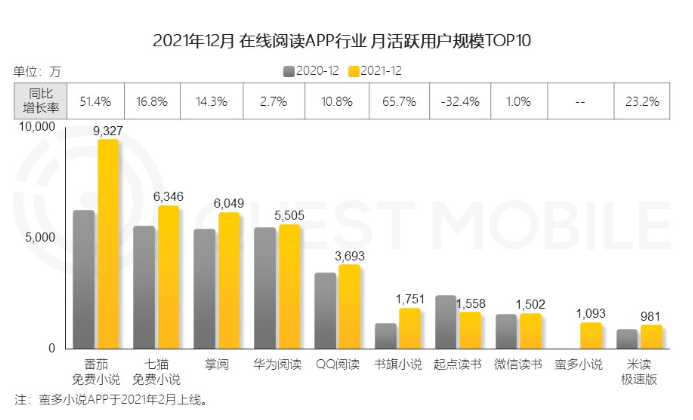 2021年12月 在线阅读APP行业 月活跃用户规模TOP10
单位：万
2020-12 2021-12
同比
增长率
51.4% 16.8% 14.3% 2.7% 10.8% 65.7% -32.4% 1.0% -- 23.2%
10,000
9,327
6,346
6,049
5,505
5,000
3,693
1,751
1,558
1,502
1,093
981
0
QUEST MOBILE
番茄 七猫 掌阅 华为阅读 QQ阅读 书旗小说 起点读书 微信读书 蛮多小说 米读
免费小说 免费小说 极速版
注：蛮多小说APP于2021年2月上线。